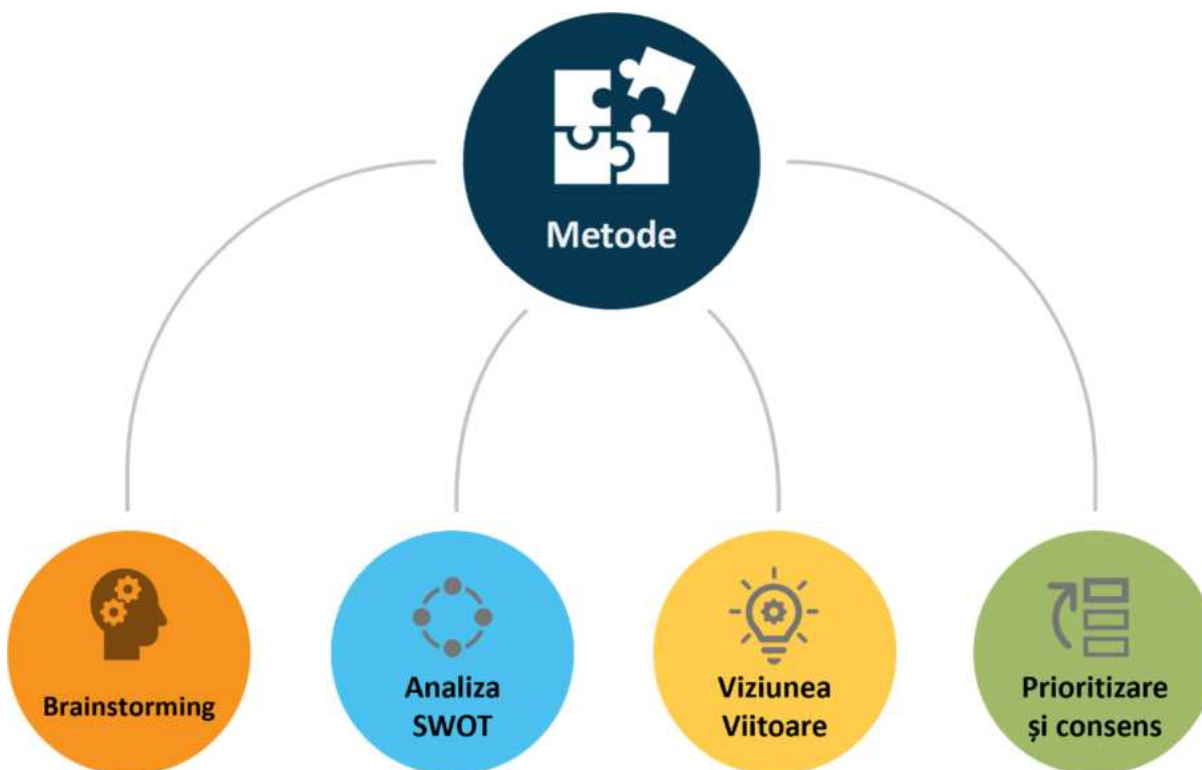 Metode
Brainstorming
Analiza
SWOT
Viziunea
Viitoare
Prioritizare
și consens